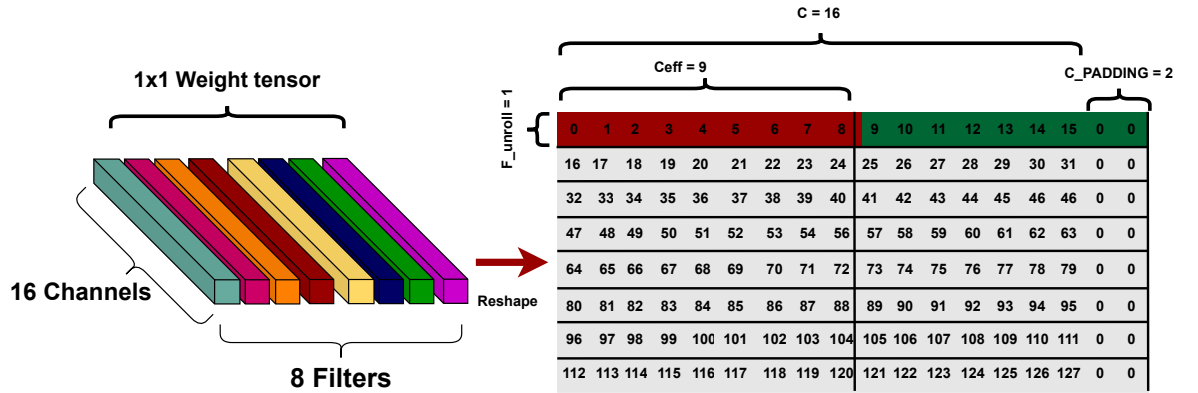 C = 16
1x1 Weight tensor
Ceff = 9
C_PADDING = 2
F_unroll = 1
0 1 2 3 4 5 6 7 8 9 10 11 12 13 14 15 0 0
16 17 18 19 20 21 22 23 24 25 26 27 28 29 30 31 0 0
32 33 34 35 36 37 38 39 40 41 42 43 44 45 46 46 0 0
47 48 49 50 51 52 53 54 56 57 58 59 60 61 62 63 0 0
64 65 66 67 68 69 70 71 72 73 74 75 76 77 78 79 0 0
80 81 82 83 84 85 86 87 88 89 90 91 92 93 94 95 0 0
96 97 98 99 100 101 102 103 104 105 106 107 108 109 110 111 0 0
112 113 114 115 116 117 118 119 120 121 122 123 124 125 126 127 0 0
16 Channels
Reshape
8 Filters